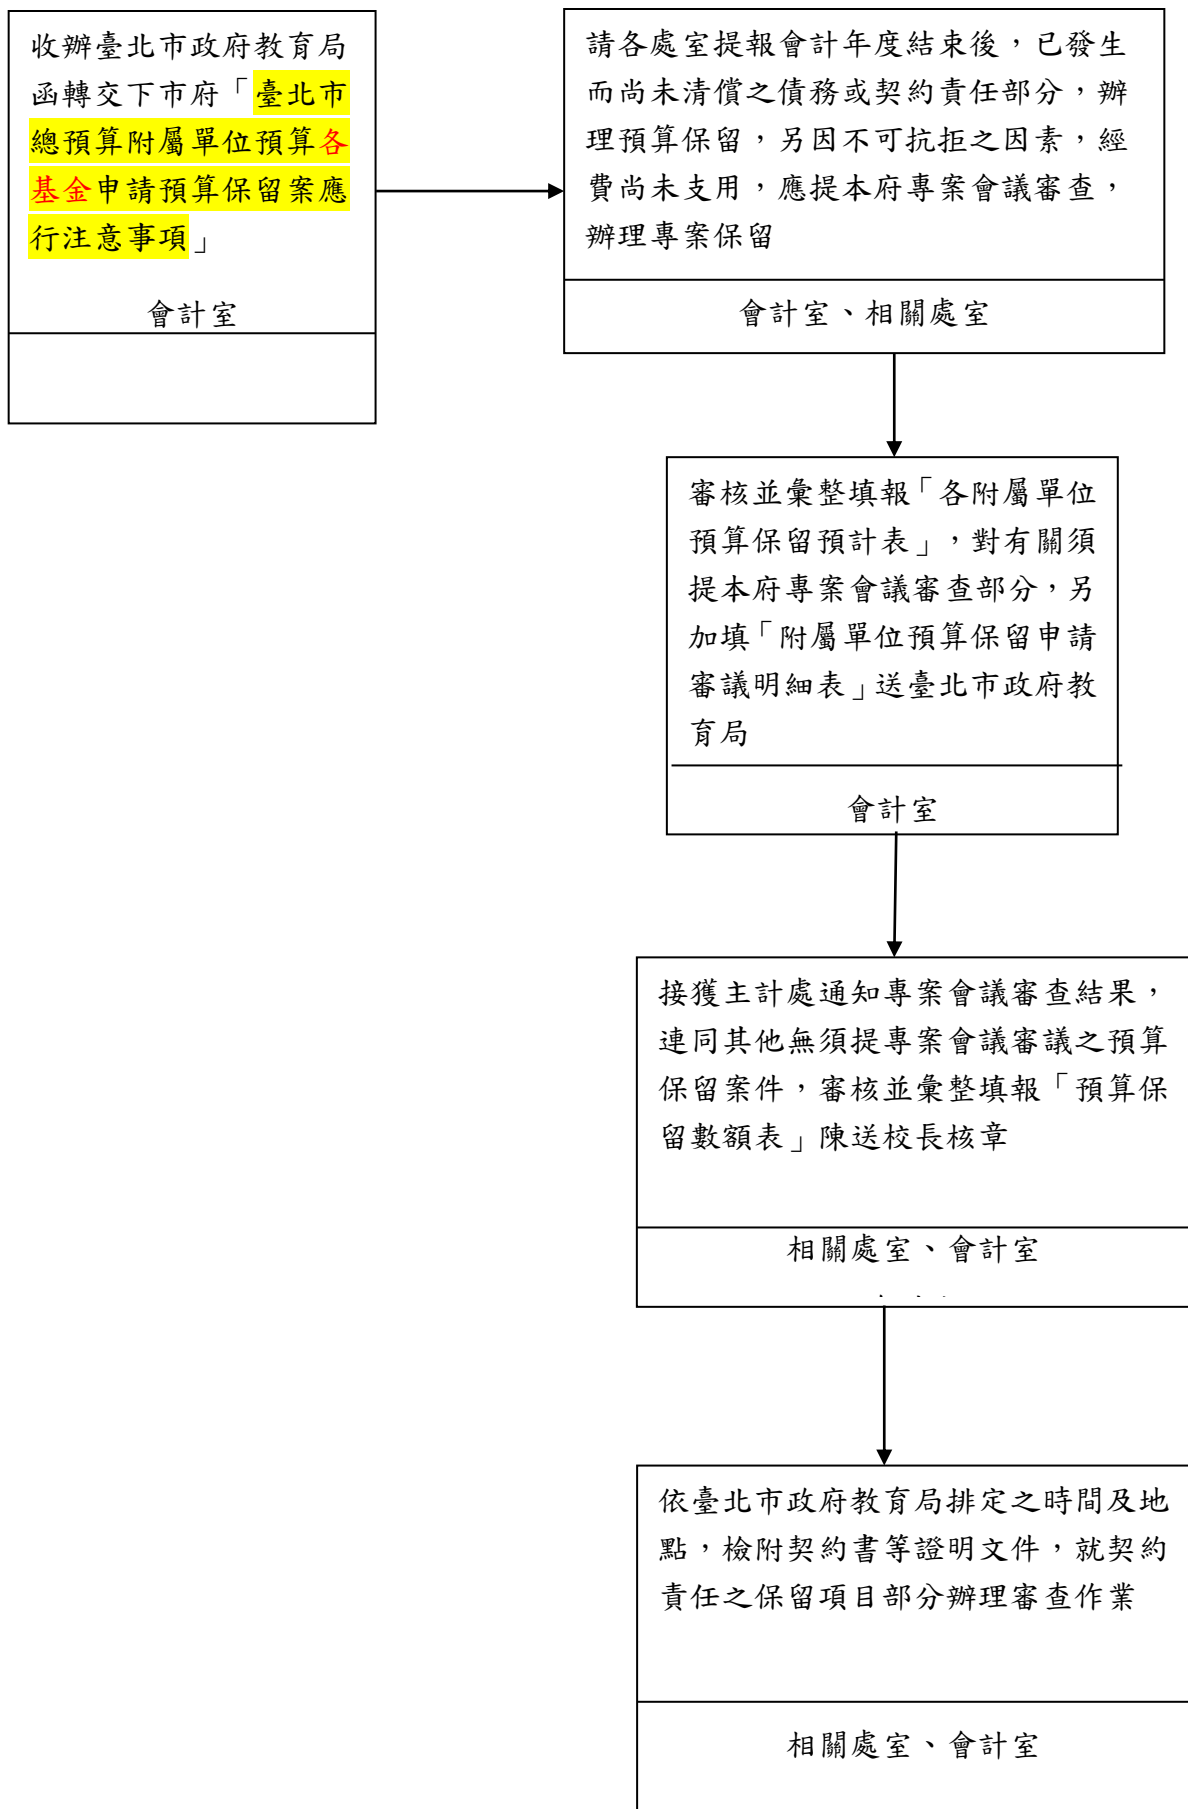 收辦臺北市政府教育局
函轉交下市府「臺北市
總預算附屬單位預算各
基金申請預算保留案應
行注意事項」
會計室
請各處室提報會計年度結束後，已發生
而尚未清償之債務或契約責任部分，辦
理預算保留，另因不可抗拒之因素，經
費尚未支用，應提本府專案會議審查，
辦理專案保留
會計室、相關處室
審核並彙整填報「各附屬單位
預算保留預計表」，對有關須
提本府專案會議審查部分，另
加填「附屬單位預算保留申請
審議明細表」送臺北市政府教
育局
會計室
接獲主計處通知專案會議審查結果，
連同其他無須提專案會議審議之預算
保留案件，審核並彙整填報「預算保
留數額表」陳送校長核章
相關處室、會計室
依臺北市政府教育局排定之時間及地
點，檢附契約書等證明文件，就契約
責任之保留項目部分辦理審查作業
相關處室、會計室